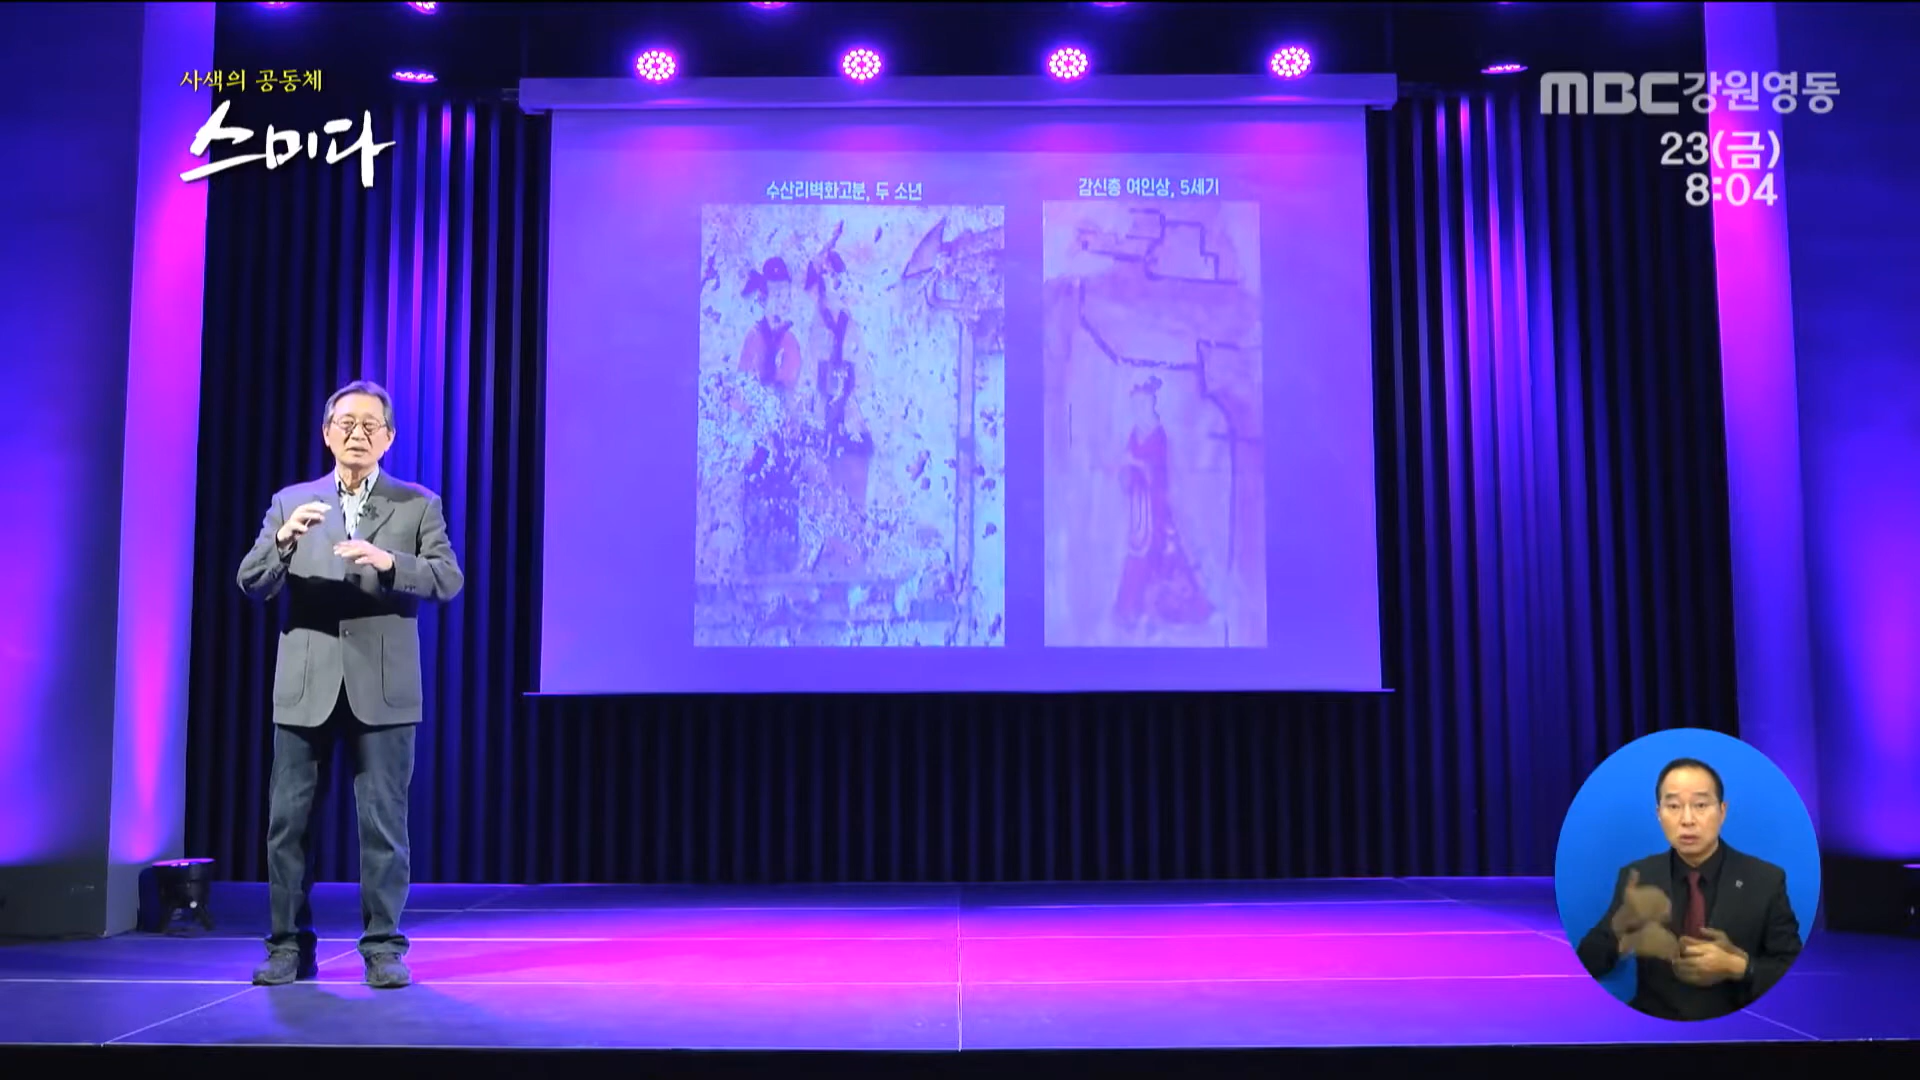 사색의 공동체
스미다
MBC강원영동
23(금)
8:04
수산리벽화고분, 두 소년
감신총 여인상, 5세기